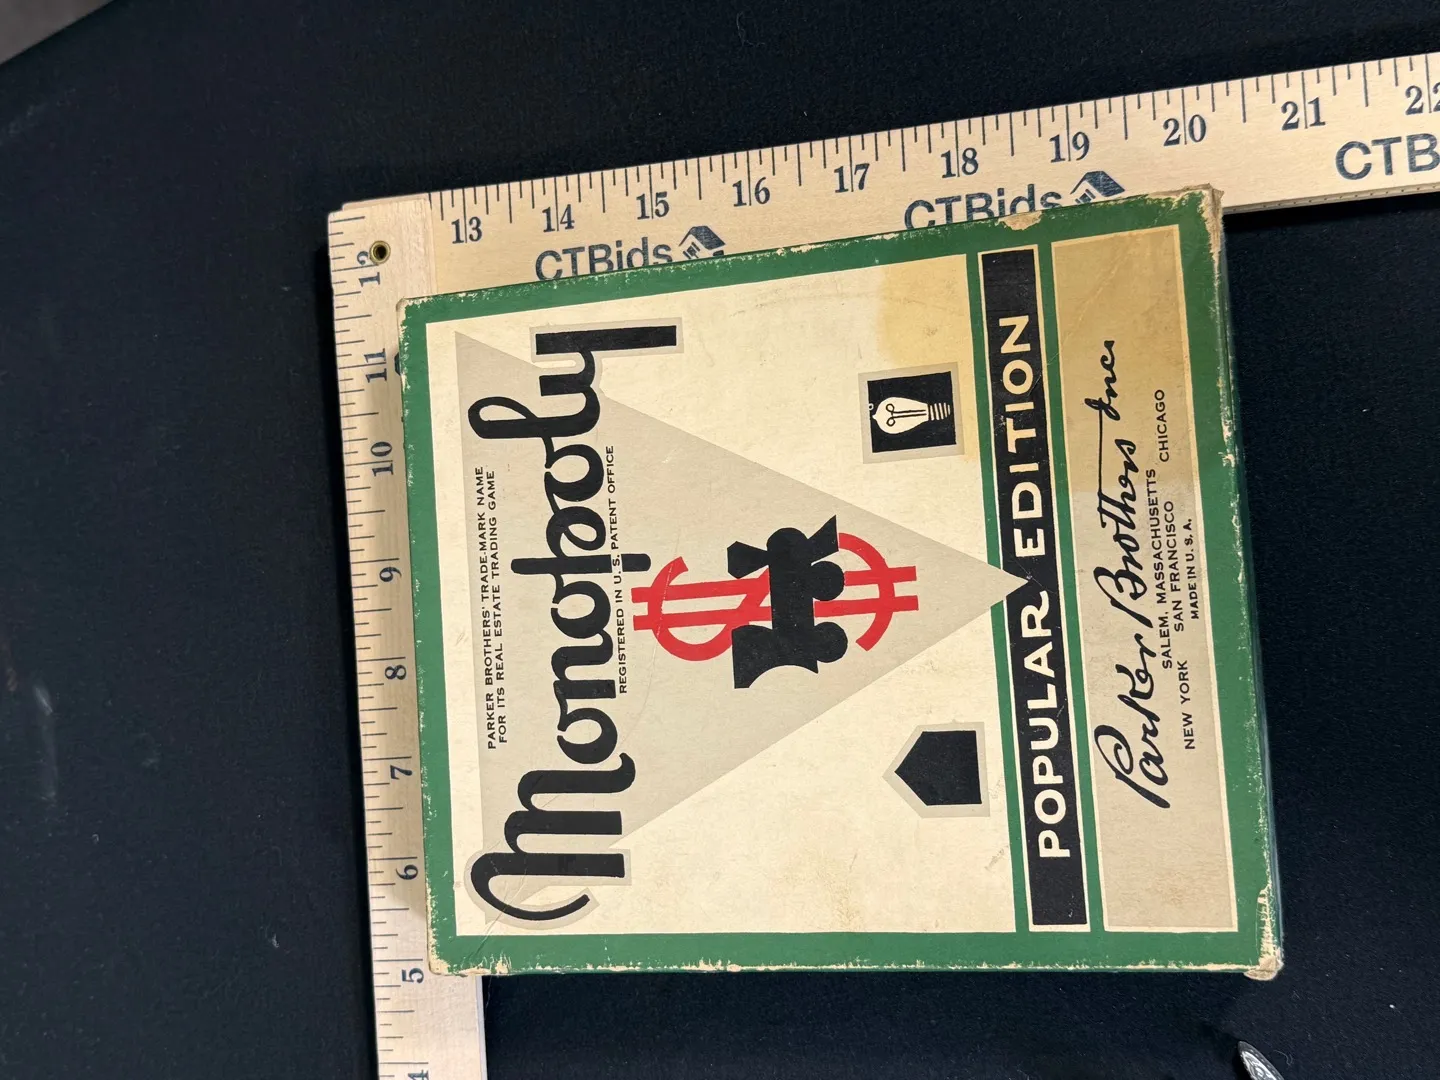 PARKER BROTHERS' TRADE-MARK NAME
FOR ITS REAL ESTATE TRADING GAME
Monopoly
REGISTERED IN U. S. PATENT OFFICE
POPULAR EDITION
Parker Brothers Inc.
SALEM, MASSACHUSETTS
NEW YORK SAN FRANCISCO CHICAGO
MADE IN U. S. A.
13 14 15 16 17 18 19 20 21 22
CTBids CTBids CTB
12 11 10 9 8 7 6 5 4